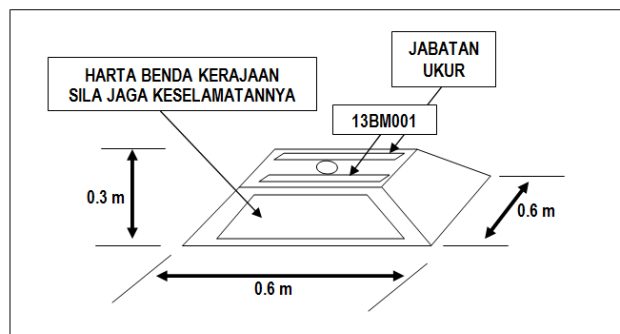 JABATAN
UKUR
HARTA BENDA KERAJAAN
SILA JAGA KESELAMATANNYA
13BM001
0.3 m
0.6 m
0.6 m